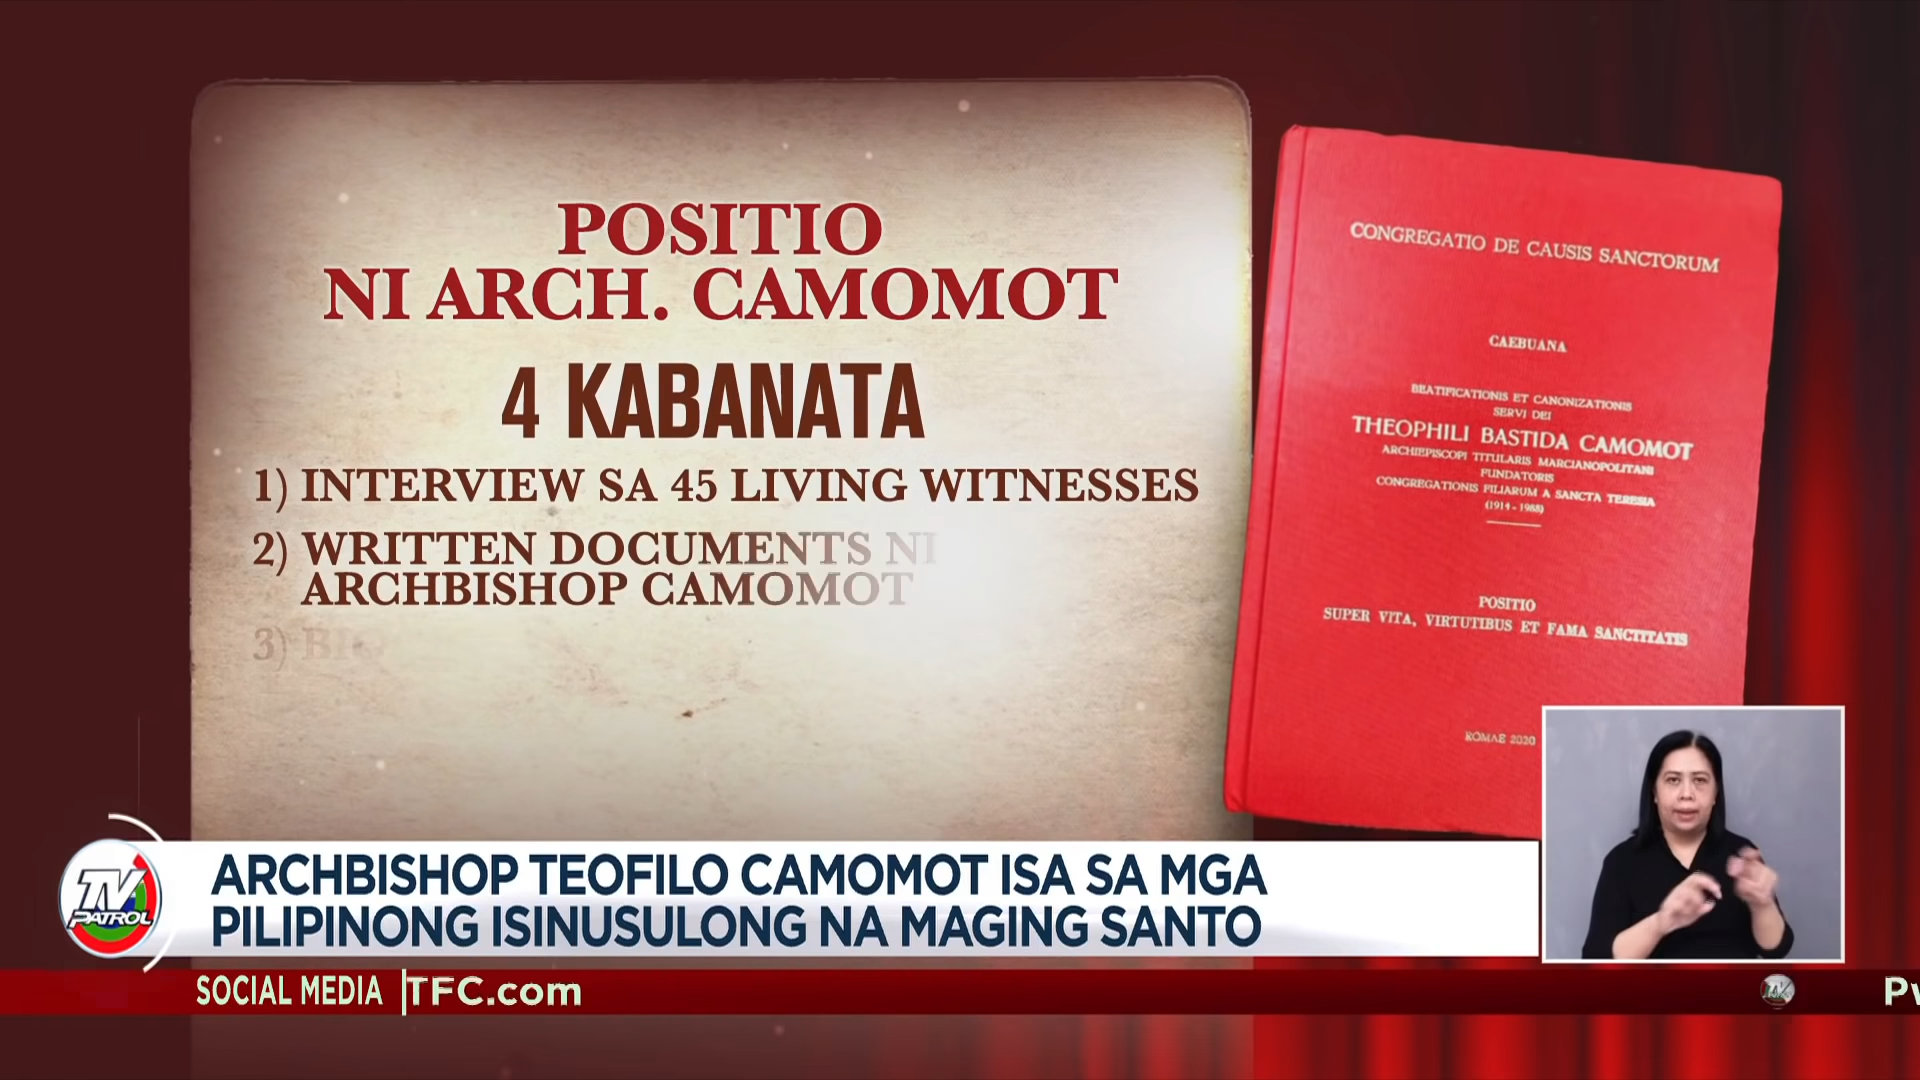 POSITIO
NI ARCH. CAMOMOT
4 KABANATA
1) INTERVIEW SA 45 LIVING WITNESSES
2) WRITTEN DOCUMENTS NI
ARCHBISHOP CAMOMOT
3)
CONGREGATIO DE CAUSIS SANCTORUM
CAEBUANA
BEATIFICATIONIS ET CANONIZATIONIS
SERVI DEI
THEOPHILI BASTIDA CAMOMOT
ARCHIEPISCOPI TITULARIS MARCIANOPOLITANI
FUNDATORIS
CONGREGATIONIS FILIARUM A SANCTA TERESIA
(1914 - 1988)
POSITIO
SUPER VITA, VIRTUTIBUS ET FAMA SANCTITATIS
ROMAE 2020
TV
PATROL
ARCHBISHOP TEOFILO CAMOMOT ISA SA MGA
PILIPINONG ISINUSULONG NA MAGING SANTO
SOCIAL MEDIA |TFC.com